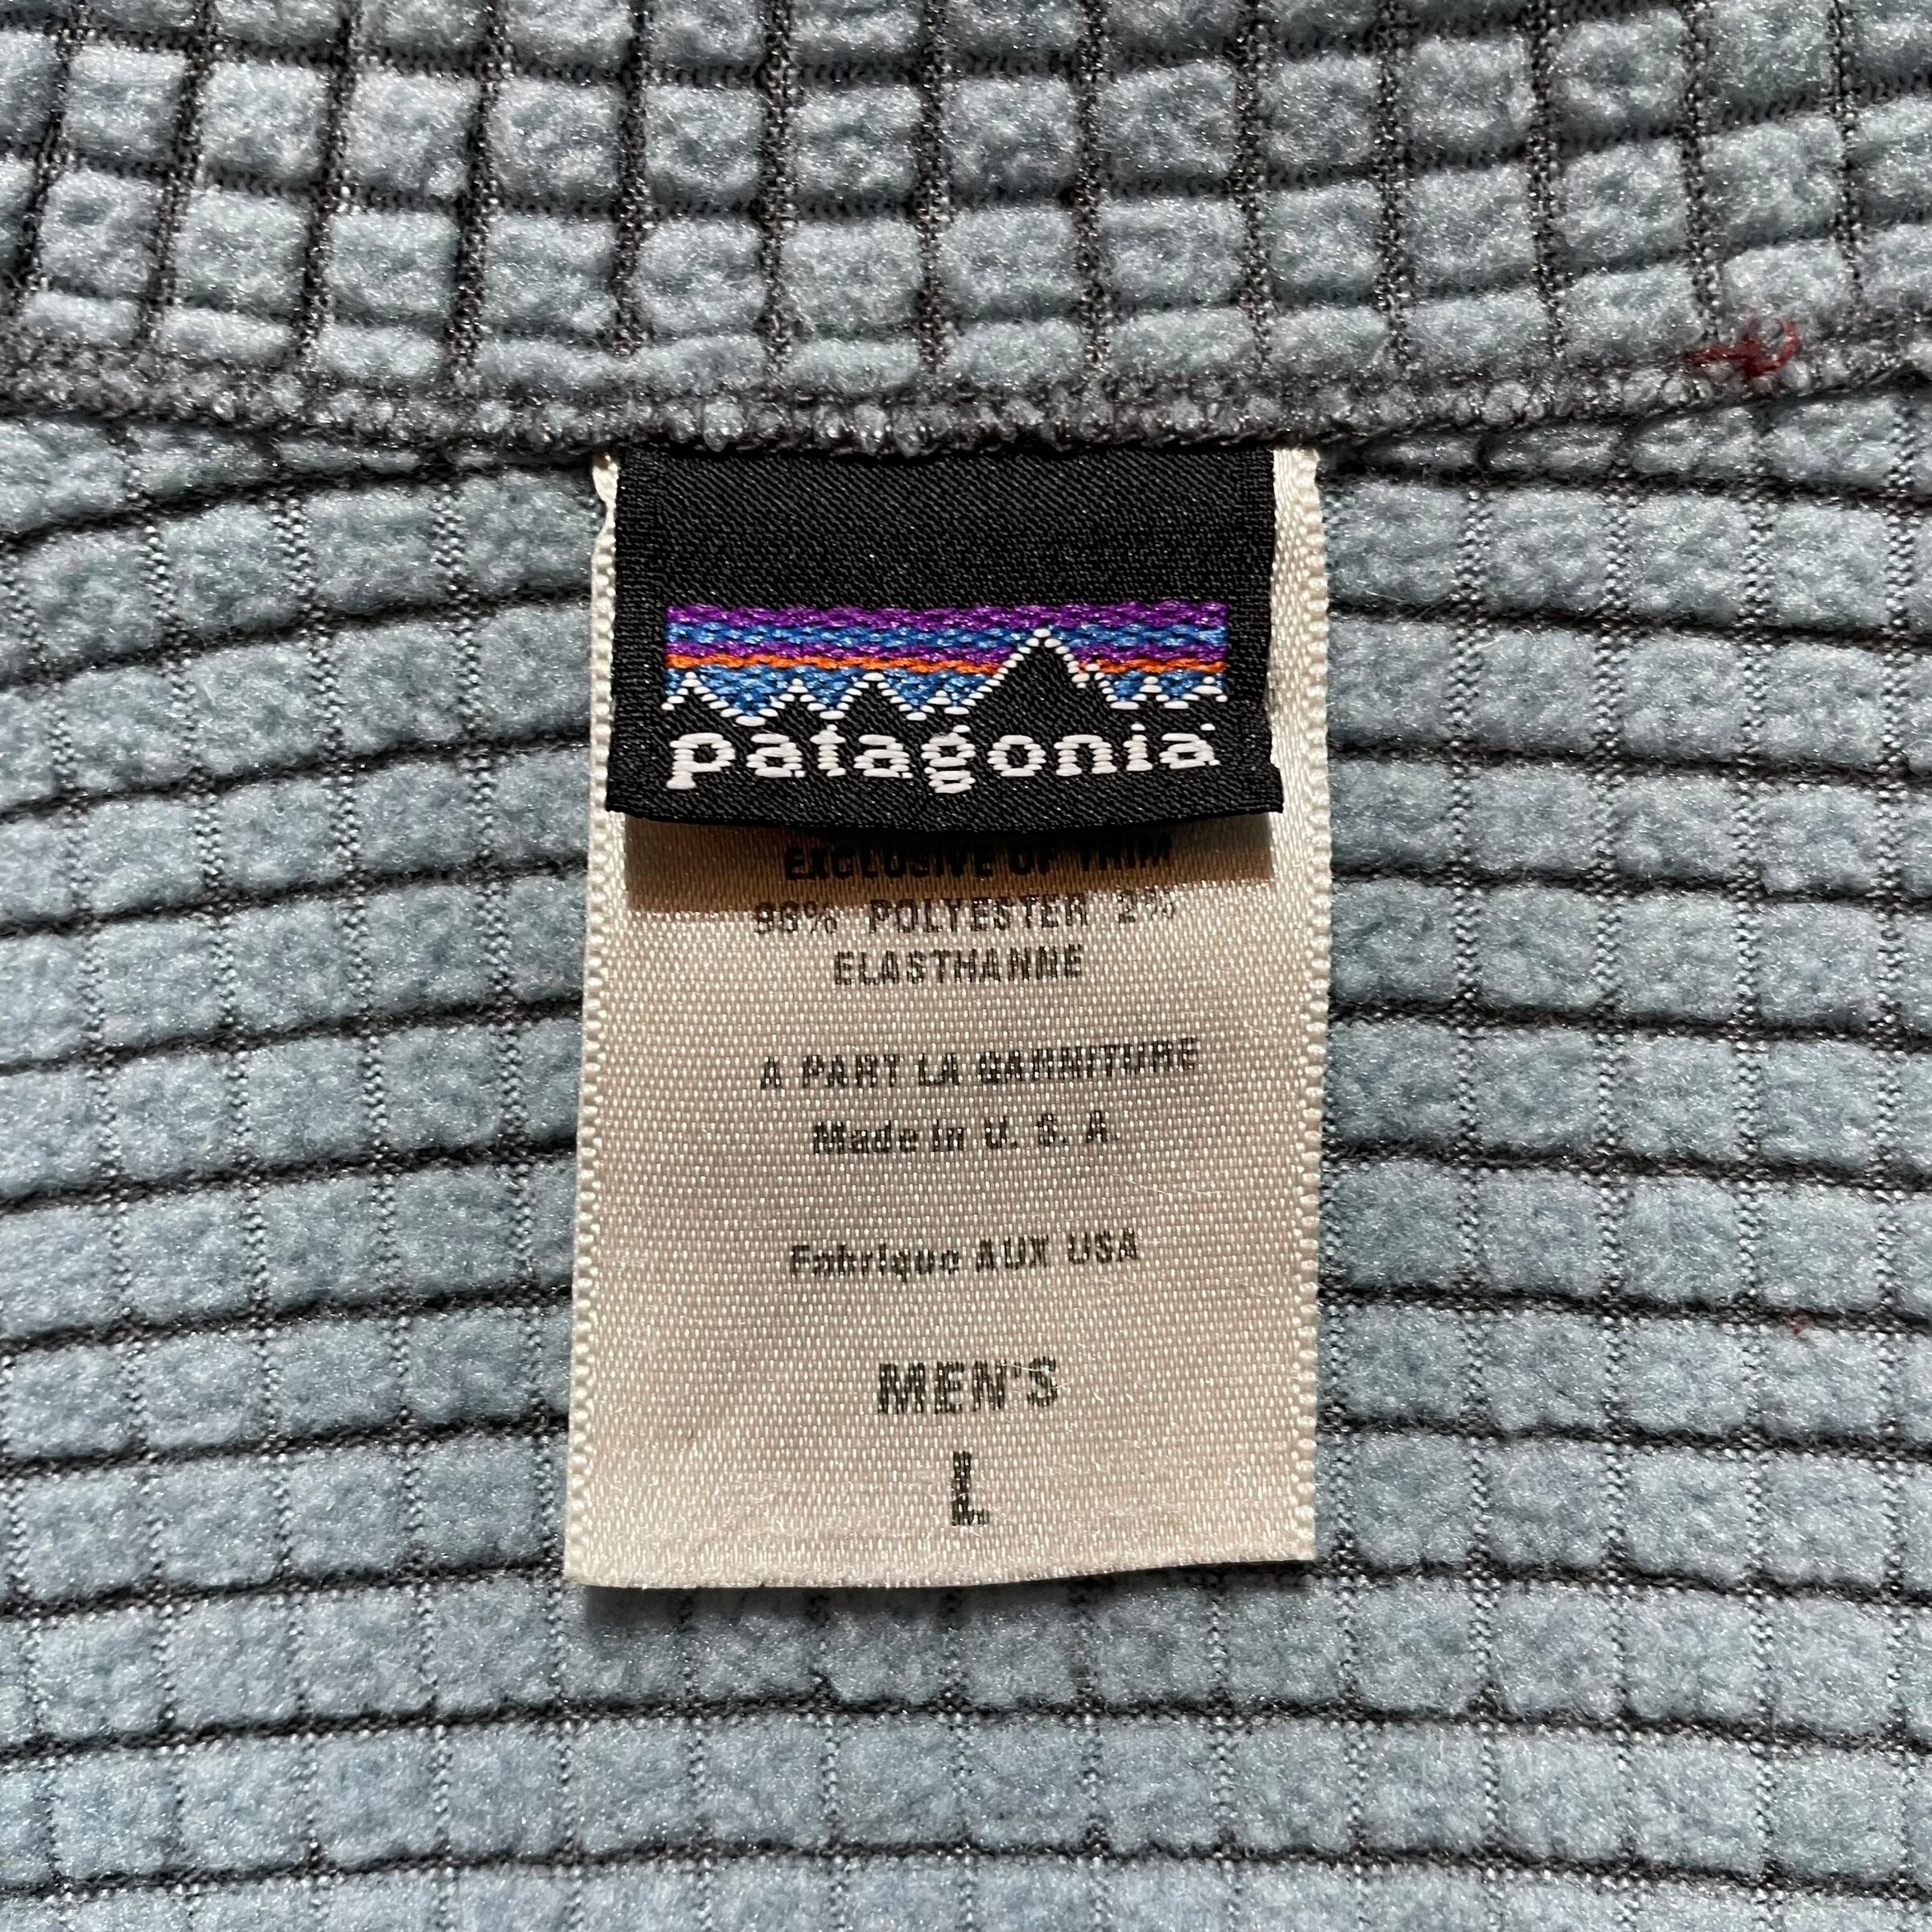 patagonia
EXCLUSIVE OF TRIM
98% POLYESTER 2%
ELASTHANNE
A PART LA GARNITURE
Made in U. S. A.
Fabrique AUX USA
MEN'S
L